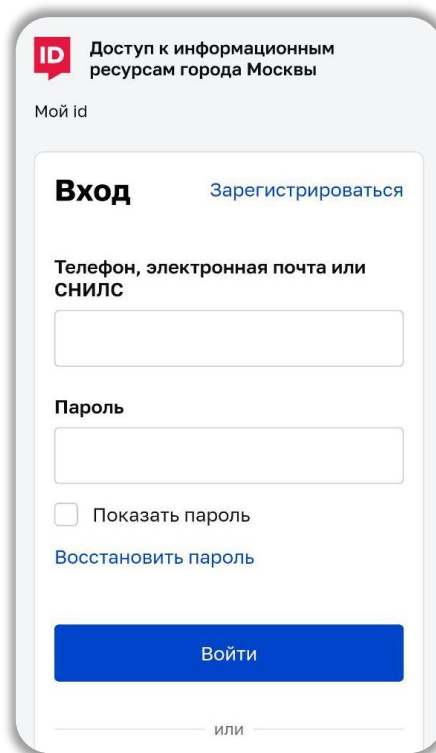 ID
Доступ к информационным
ресурсам города Москвы
Мой id
Вход
Зарегистрироваться
Телефон, электронная почта или
СНИЛС
Пароль
Показать пароль
Восстановить пароль
Войти
или